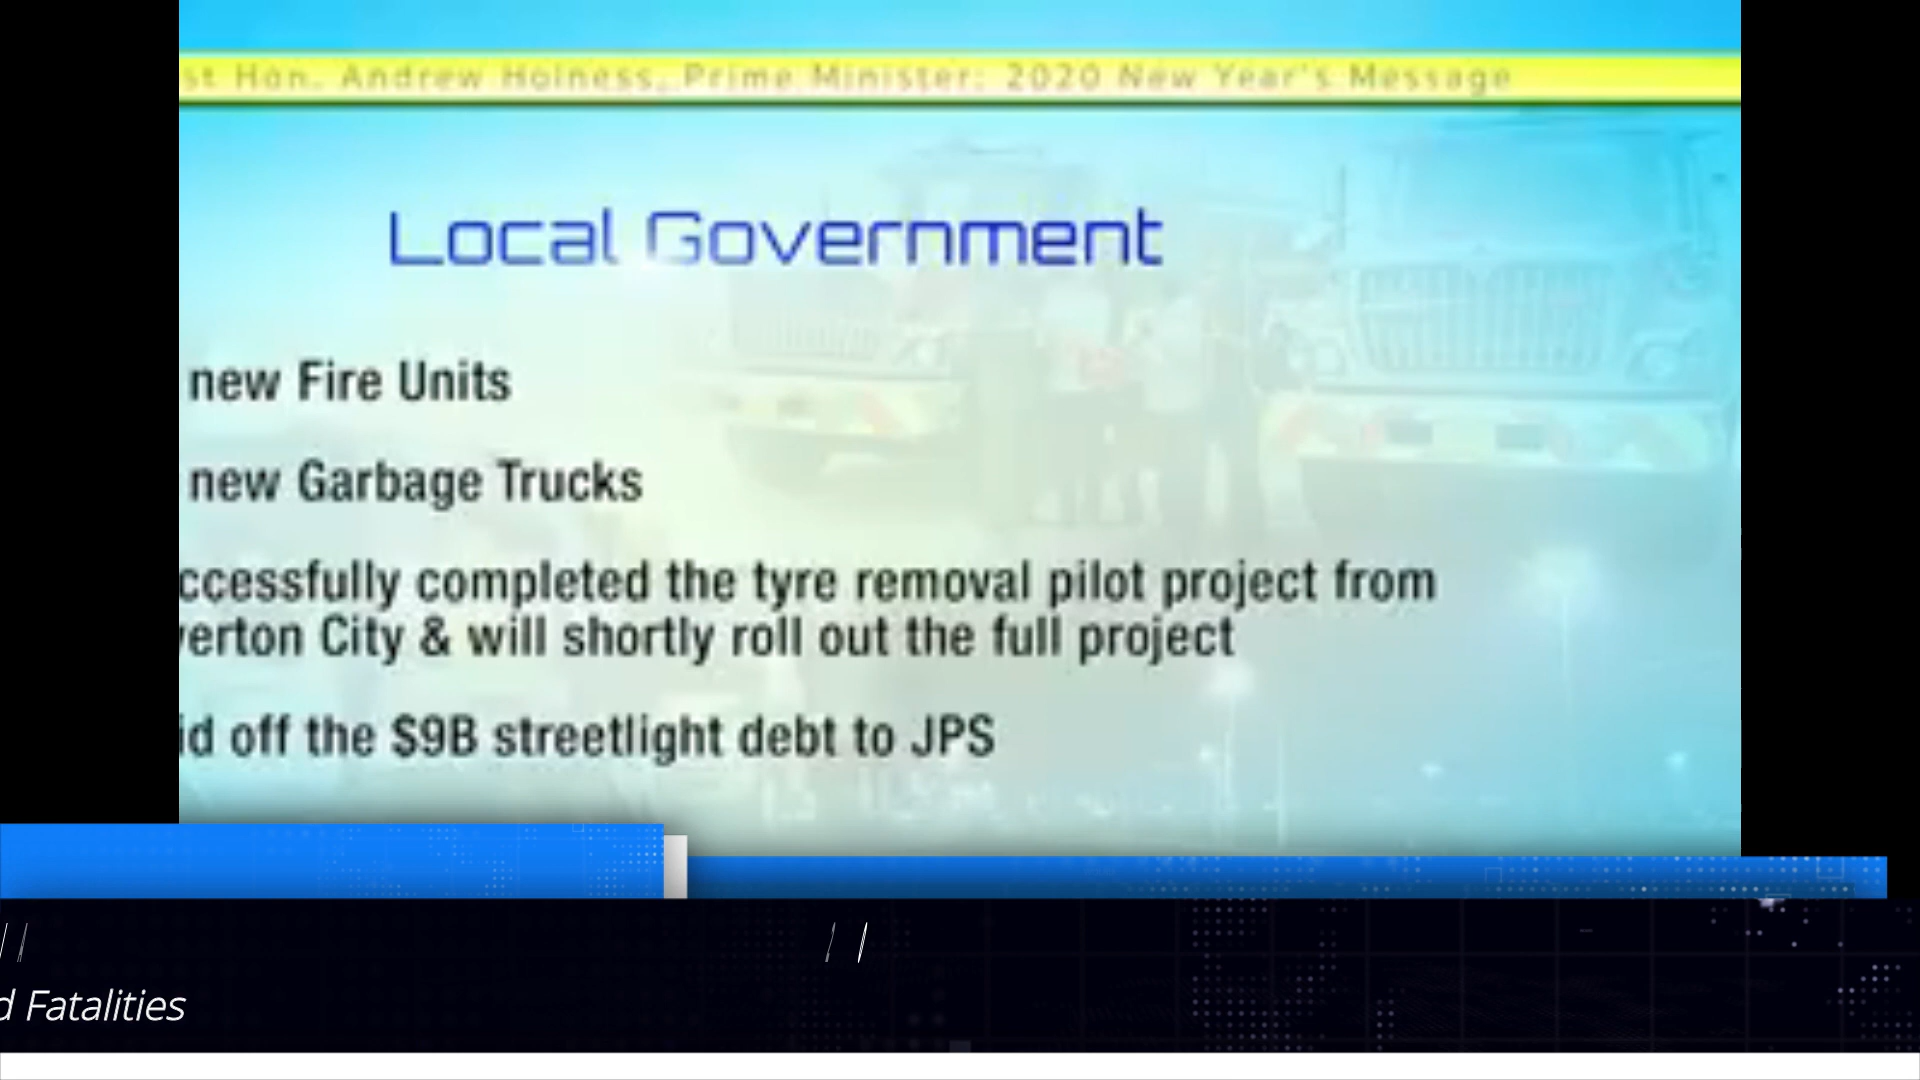 st Hon. Andrew Holness, Prime Minister: 2020 New Year's Message
Local Government
new Fire Units
new Garbage Trucks
ccessfully completed the tyre removal pilot project from
verton City & will shortly roll out the full project
id off the $9B streetlight debt to JPS
d Fatalities